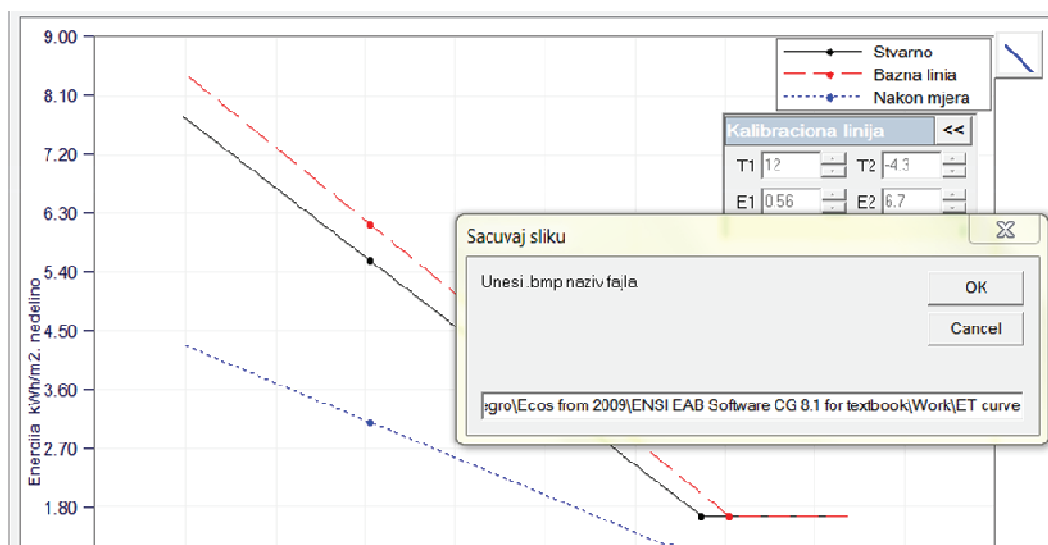 9.00
8.10
7.20
6.30
5.40
4.50
3.60
2.70
1.80
Energija kWh/m2. nedelino
Stvarno
Bazna linia
Nakon mjera
Kalibraciona linija <<
T1 12 T2 -4.3
E1 0.56 E2 6.7
Sacuvaj sliku
Unesi .bmp naziv fajla
OK
Cancel
egro\Ecos from 2009\ENSI EAB Software CG 8.1 for textbook\Work\ET curve